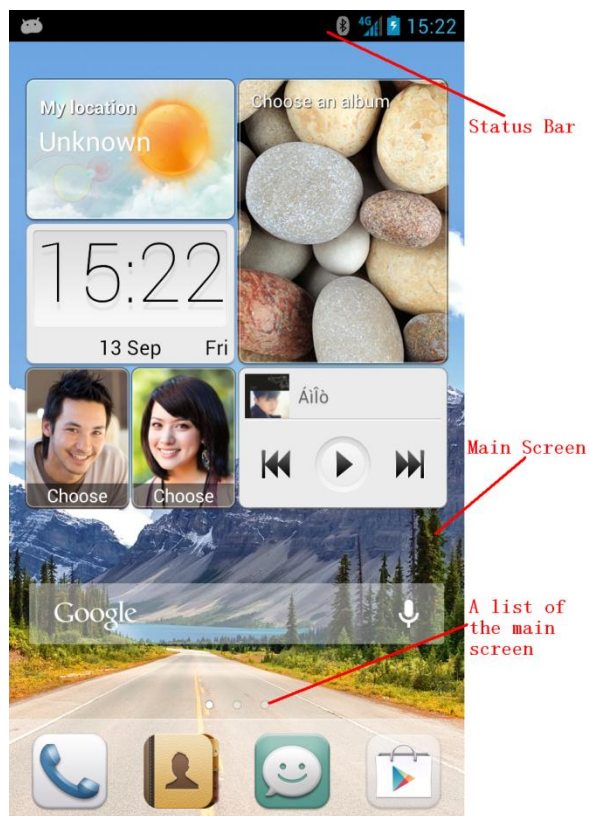 4G 15:22
Status Bar
My location
Unknown
Choose an album
15:22
13 Sep Fri
ÁìÎò
Choose
Choose
Main Screen
Google
A list of
the main
screen